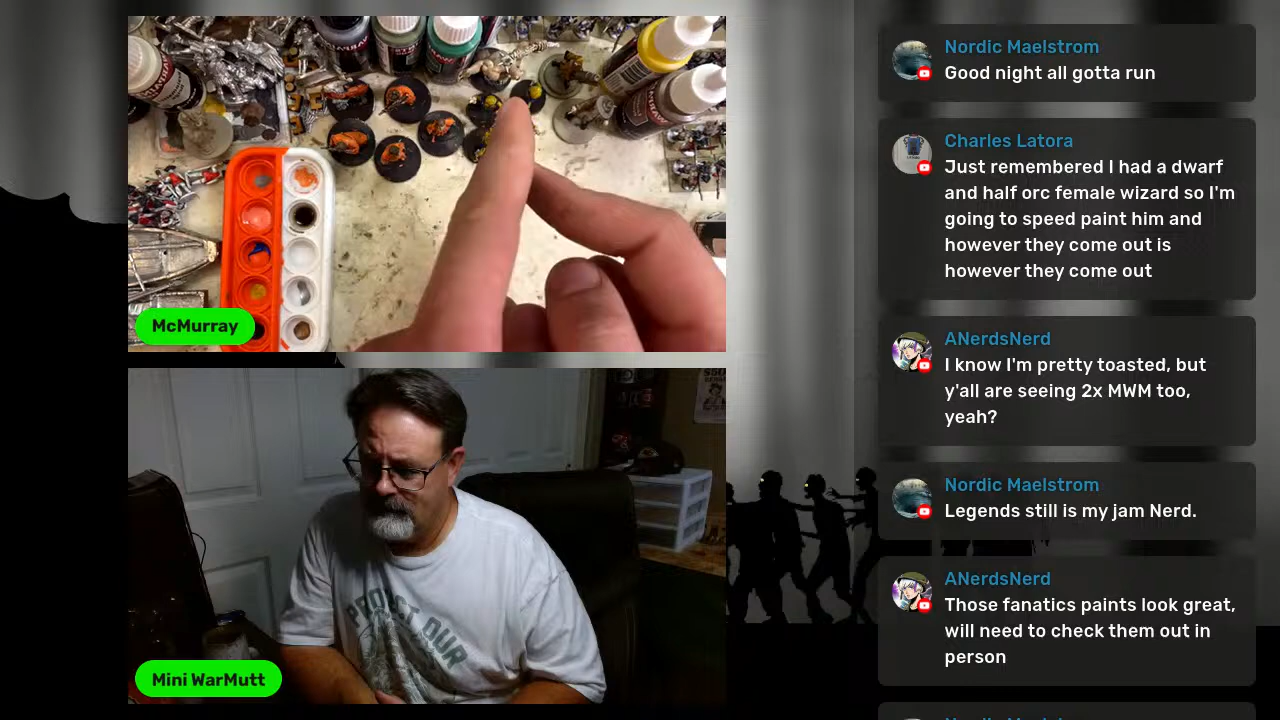 McMurray
Mini WarMutt
PROTECT OUR
Nordic Maelstrom
Good night all gotta run
Charles Latora
Just remembered I had a dwarf
and half orc female wizard so I'm
going to speed paint him and
however they come out is
however they come out
ANerdsNerd
I know I'm pretty toasted, but
y'all are seeing 2x MWM too,
yeah?
Nordic Maelstrom
Legends still is my jam Nerd.
ANerdsNerd
Those fanatics paints look great,
will need to check them out in
person